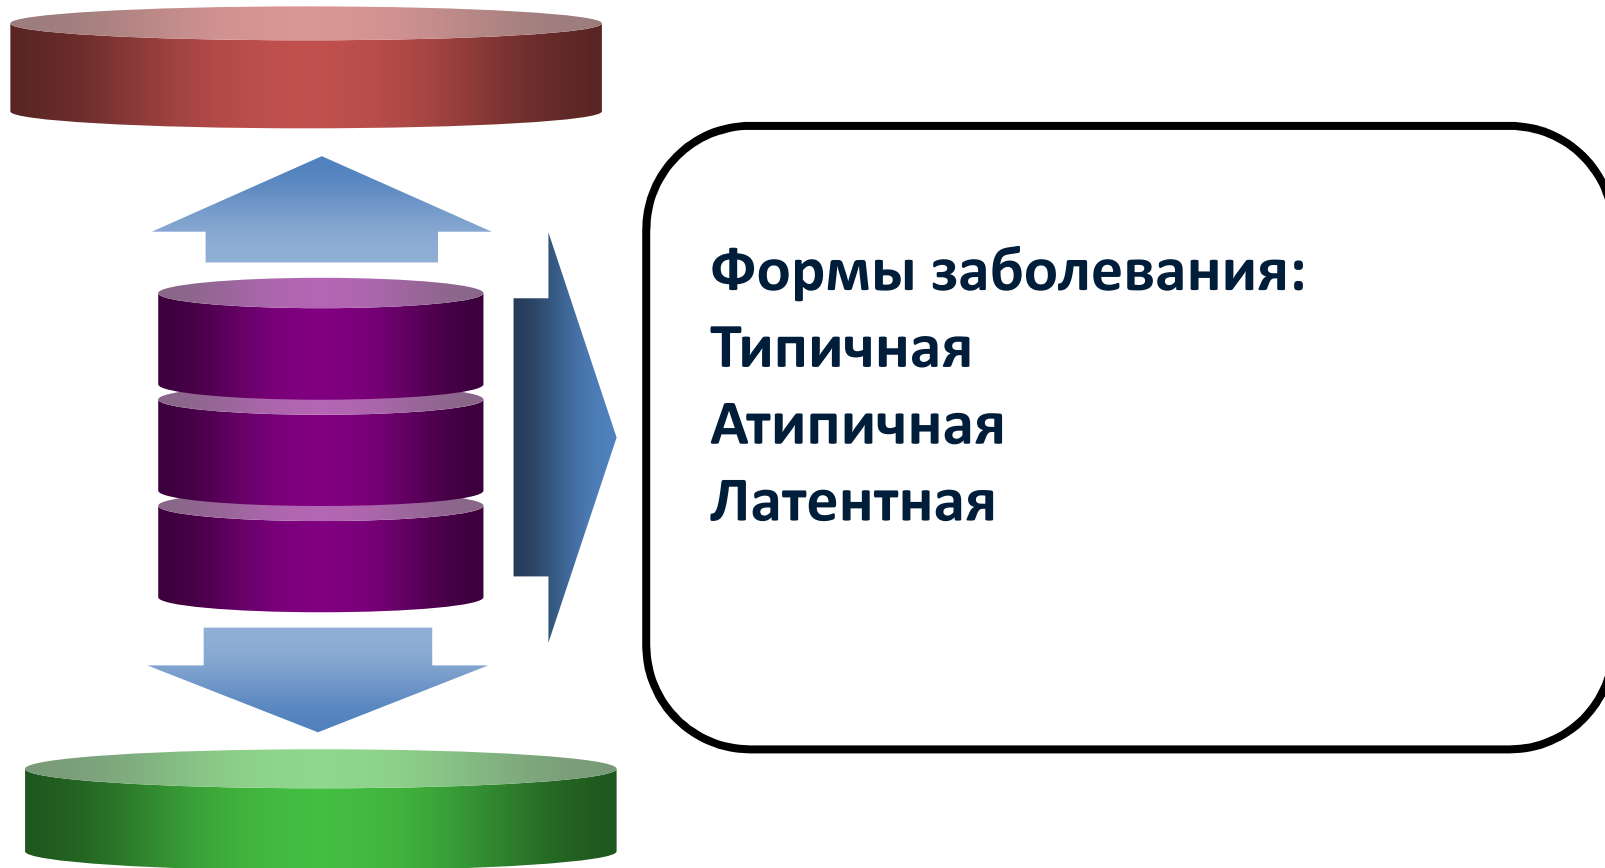 Формы заболевания:
Типичная
Атипичная
Латентная